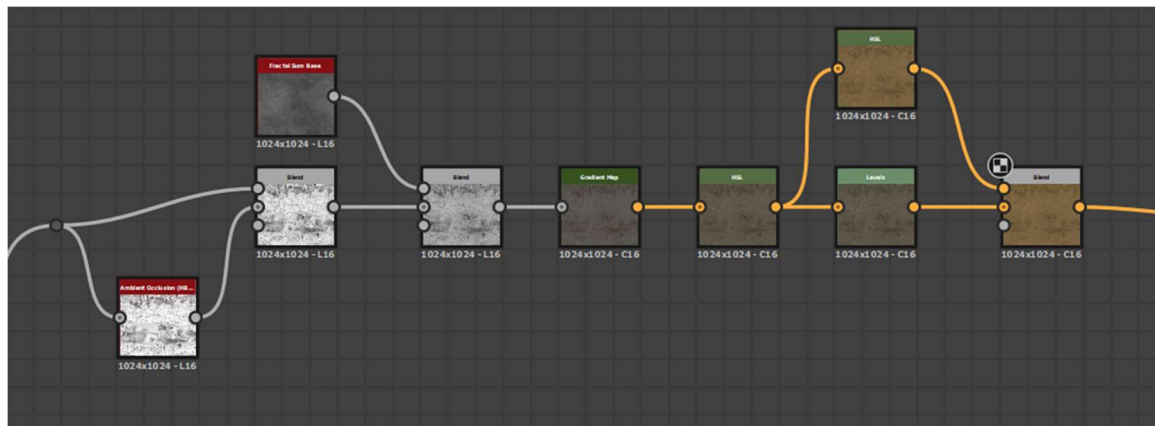 HSL
1024x1024 - C16
Fractal Sum Base
1024x1024 - L16
Blend
1024x1024 - L16
Blend
1024x1024 - L16
Gradient Map
1024x1024 - C16
HSL
1024x1024 - C16
Levels
1024x1024 - C16
Blend
1024x1024 - C16
Ambient Occlusion (HB...
1024x1024 - L16